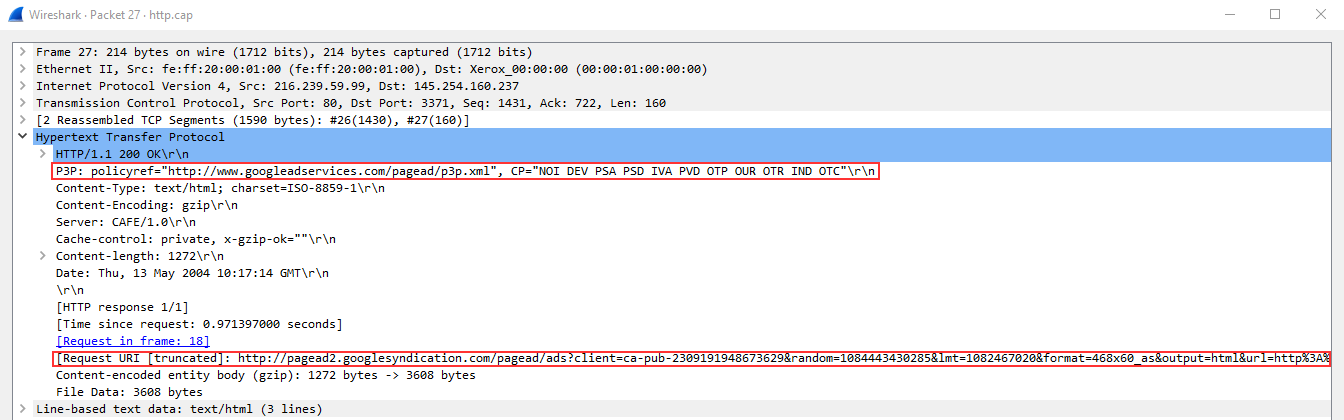 Wireshark · Packet 27 · http.cap
Frame 27: 214 bytes on wire (1712 bits), 214 bytes captured (1712 bits)
Ethernet II, Src: fe:ff:20:00:01:00 (fe:ff:20:00:01:00), Dst: Xerox_00:00:00 (00:00:01:00:00:00)
Internet Protocol Version 4, Src: 216.239.59.99, Dst: 145.254.160.237
Transmission Control Protocol, Src Port: 80, Dst Port: 3371, Seq: 1431, Ack: 722, Len: 160
[2 Reassembled TCP Segments (1590 bytes): #26(1430), #27(160)]
Hypertext Transfer Protocol
HTTP/1.1 200 OK\r\n
P3P: policyref="http://www.googleadservices.com/pagead/p3p.xml", CP="NOI DEV PSA PSD IVA PVD OTP OUR OTR IND OTC"\r\n
Content-Type: text/html; charset=ISO-8859-1\r\n
Content-Encoding: gzip\r\n
Server: CAFE/1.0\r\n
Cache-control: private, x-gzip-ok=""\r\n
Content-length: 1272\r\n
Date: Thu, 13 May 2004 10:17:14 GMT\r\n
\r\n
[HTTP response 1/1]
[Time since request: 0.971397000 seconds]
[Request in frame: 18]
[Request URI [truncated]: http://pagead2.googlesyndication.com/pagead/ads?client=ca-pub-2309191948673629&random=1084443430285&lmt=1082467020&format=468x60_as&output=html&url=http%3A%
Content-encoded entity body (gzip): 1272 bytes -> 3608 bytes
File Data: 3608 bytes
Line-based text data: text/html (3 lines)